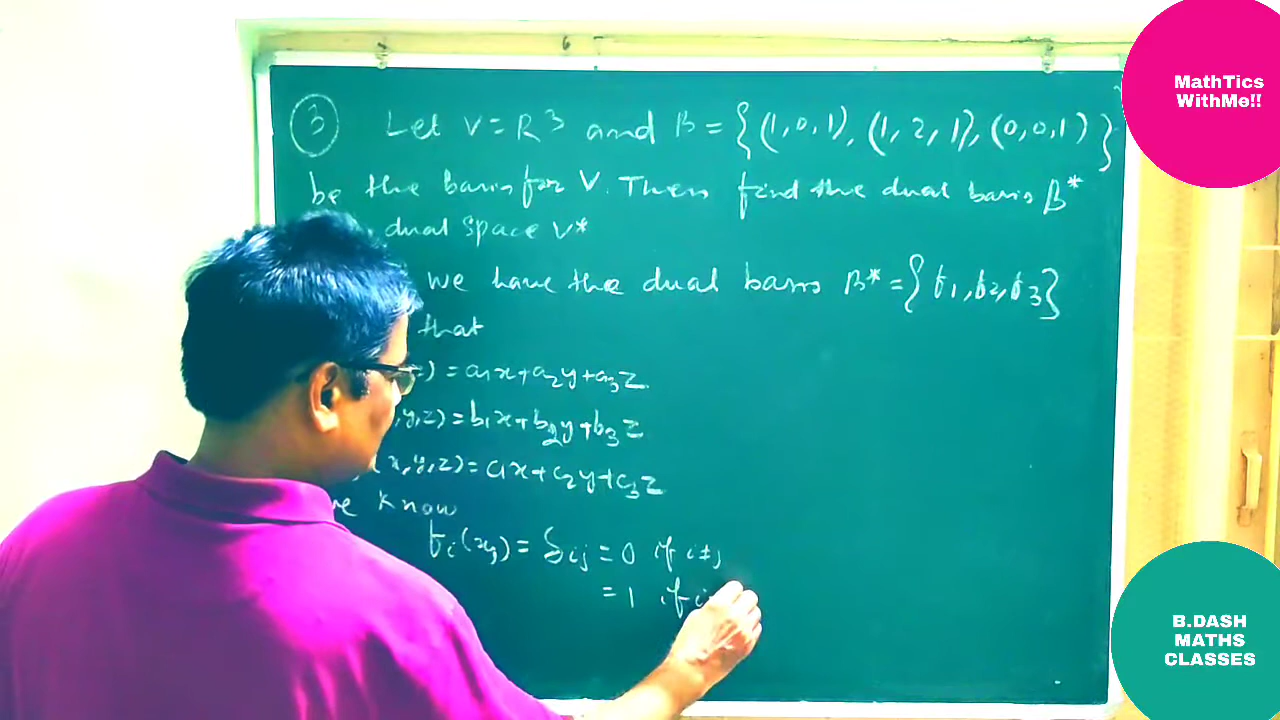 3 Let V=R3 and B={(1,0,1),(1,2,1),(0,0,1)}
be the basis for V. Then find the dual basis B*
dual space V*
we have the dual basis B*={f1,f2,f3}
that
)=a1x+a2y+a3z
,y,z)=b1x+b2y+b3z
(x,y,z)=c1x+c2y+c3z
we know
fi(xj)=δij=0 if i≠j
=1 if i
MathTics
WithMe!!
B.DASH
MATHS
CLASSES